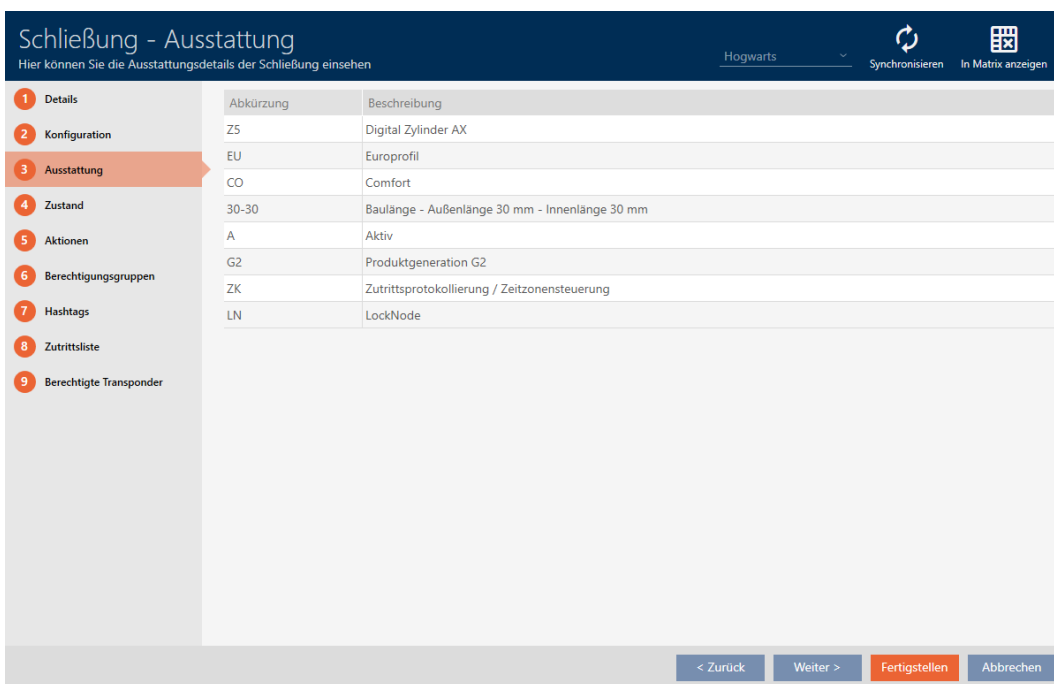 Schließung - Ausstattung
Hier können Sie die Ausstattungsdetails der Schließung einsehen
Hogwarts
Synchronisieren
In Matrix anzeigen
1 Details
2 Konfiguration
3 Ausstattung
4 Zustand
5 Aktionen
6 Berechtigungsgruppen
7 Hashtags
8 Zutrittsliste
9 Berechtigte Transponder
Abkürzung Beschreibung
Z5 Digital Zylinder AX
EU Europrofil
CO Comfort
30-30 Baulänge - Außenlänge 30 mm - Innenlänge 30 mm
A Aktiv
G2 Produktgeneration G2
ZK Zutrittsprotokollierung / Zeitzonensteuerung
LN LockNode
< Zurück Weiter > Fertigstellen Abbrechen